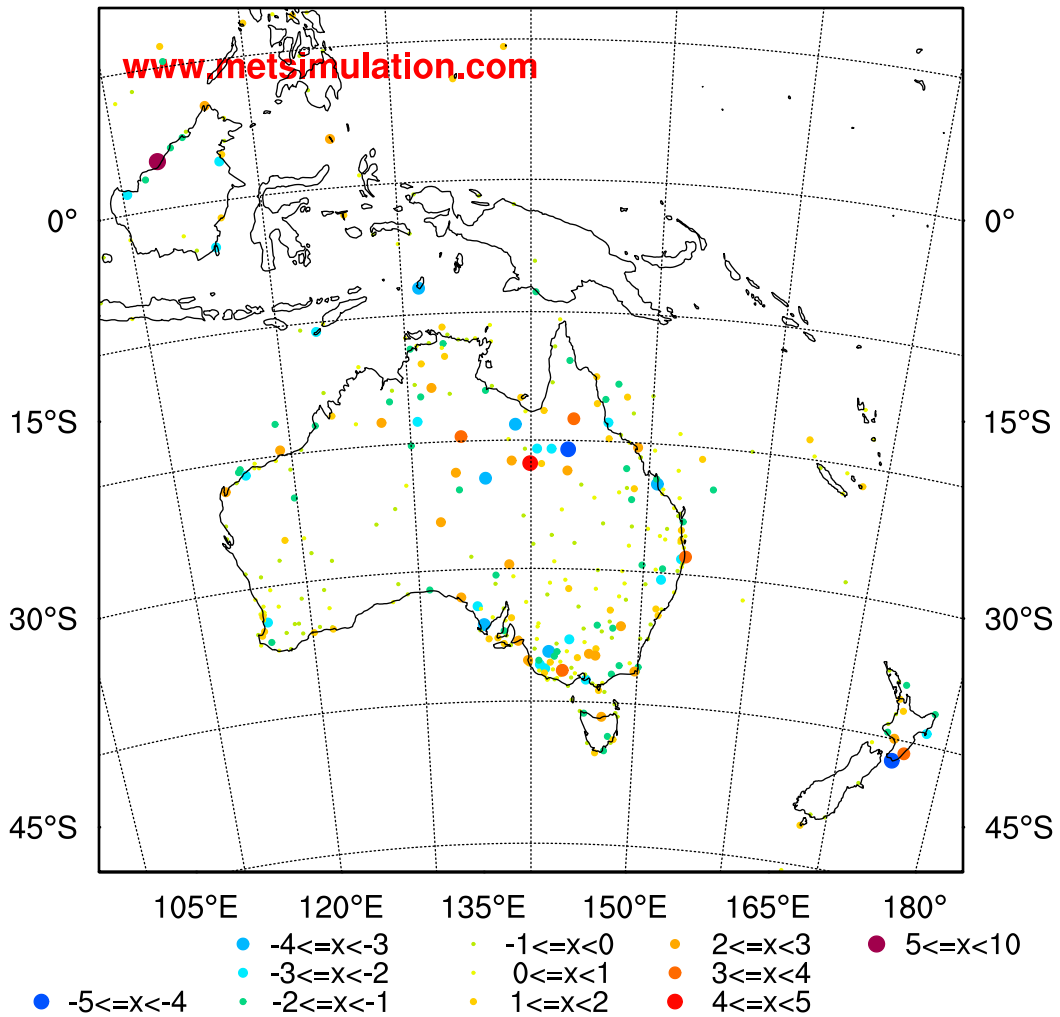 www.metsimulation.com
0° 0°
15°S 15°S
30°S 30°S
45°S 45°S
105°E 120°E 135°E 150°E 165°E 180°
-4<=x<-3 -1<=x<0 2<=x<3 5<=x<10
-3<=x<-2 0<=x<1 3<=x<4
-5<=x<-4 -2<=x<-1 1<=x<2 4<=x<5